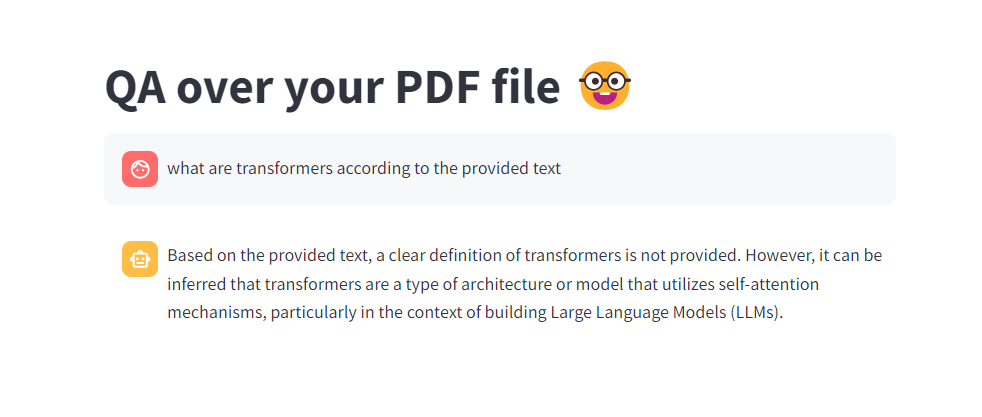 QA over your PDF file 🤓
what are transformers according to the provided text
Based on the provided text, a clear definition of transformers is not provided. However, it can be
inferred that transformers are a type of architecture or model that utilizes self-attention
mechanisms, particularly in the context of building Large Language Models (LLMs).